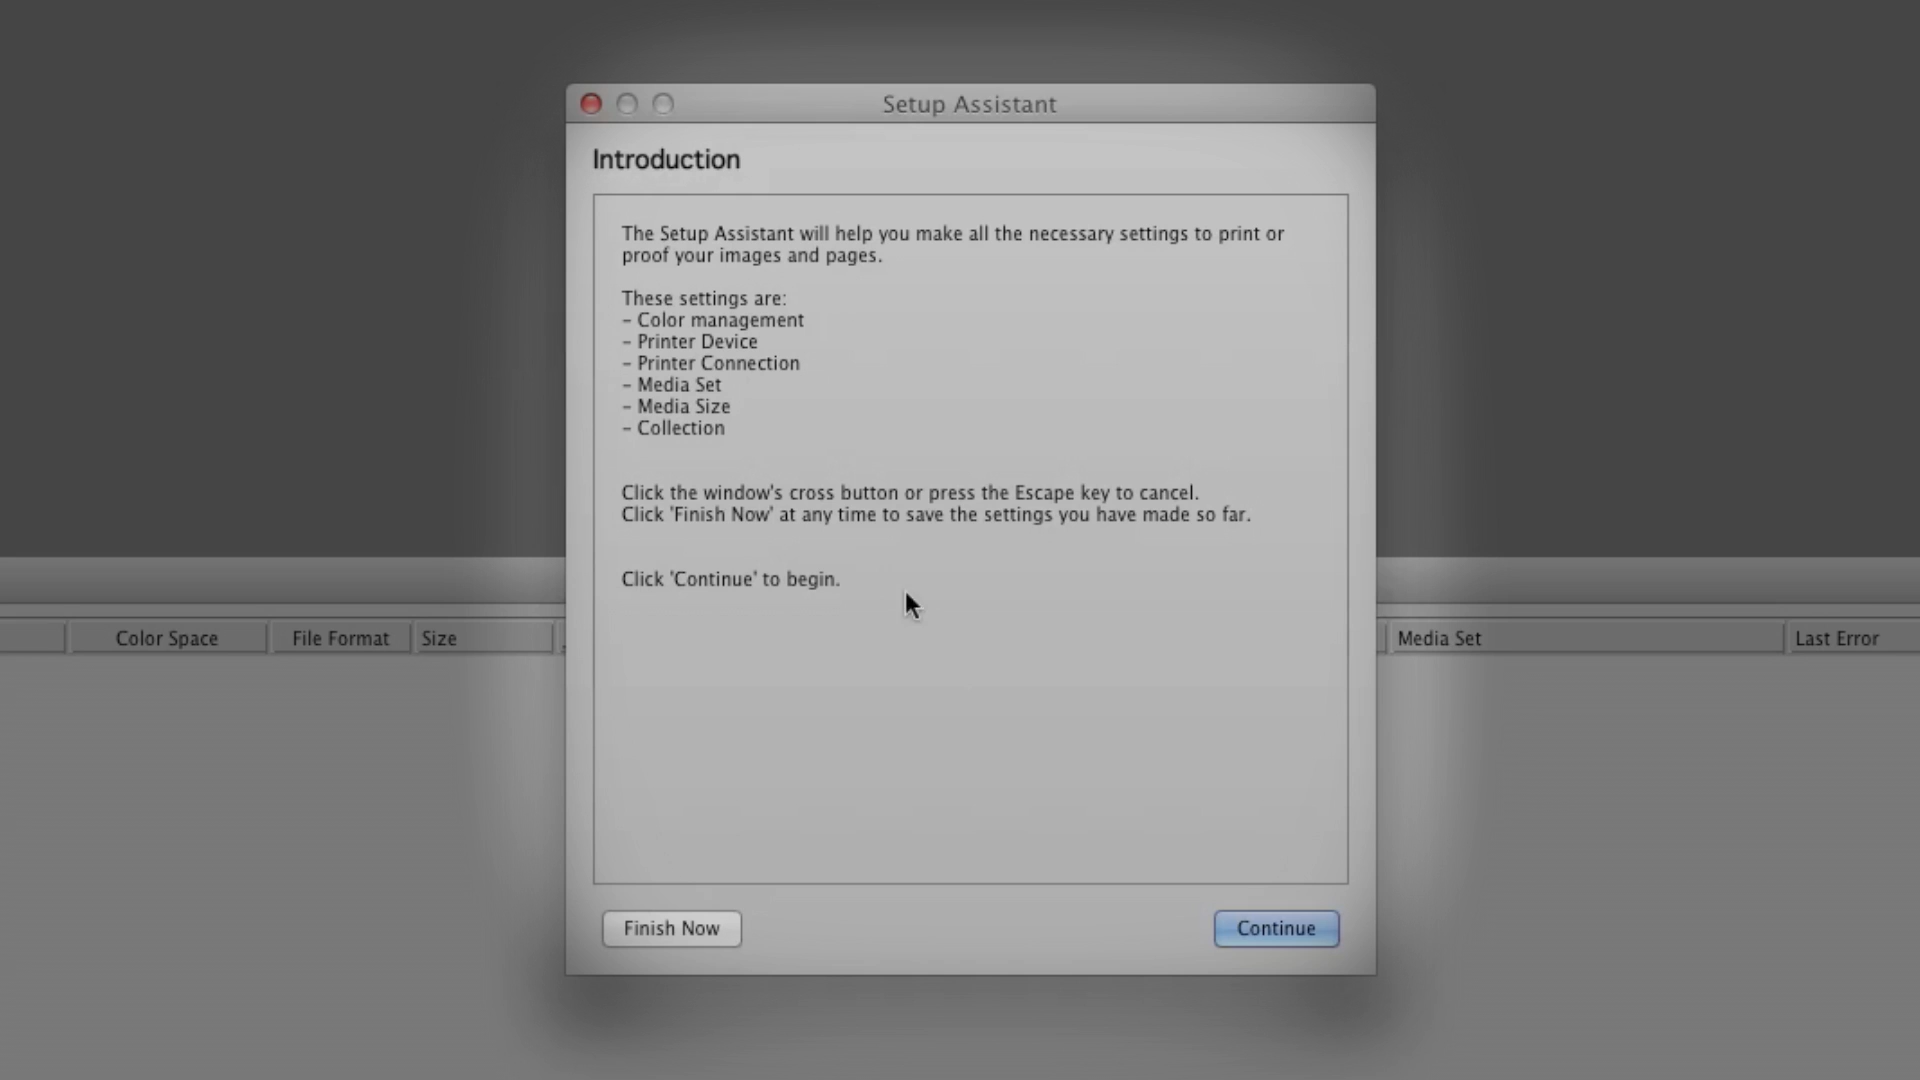 Setup Assistant
Introduction
The Setup Assistant will help you make all the necessary settings to print or
proof your images and pages.
These settings are:
- Color management
- Printer Device
- Printer Connection
- Media Set
- Media Size
- Collection
Click the window's cross button or press the Escape key to cancel.
Click 'Finish Now' at any time to save the settings you have made so far.
Click 'Continue' to begin.
Color Space File Format Size Media Set Last Error
Finish Now Continue